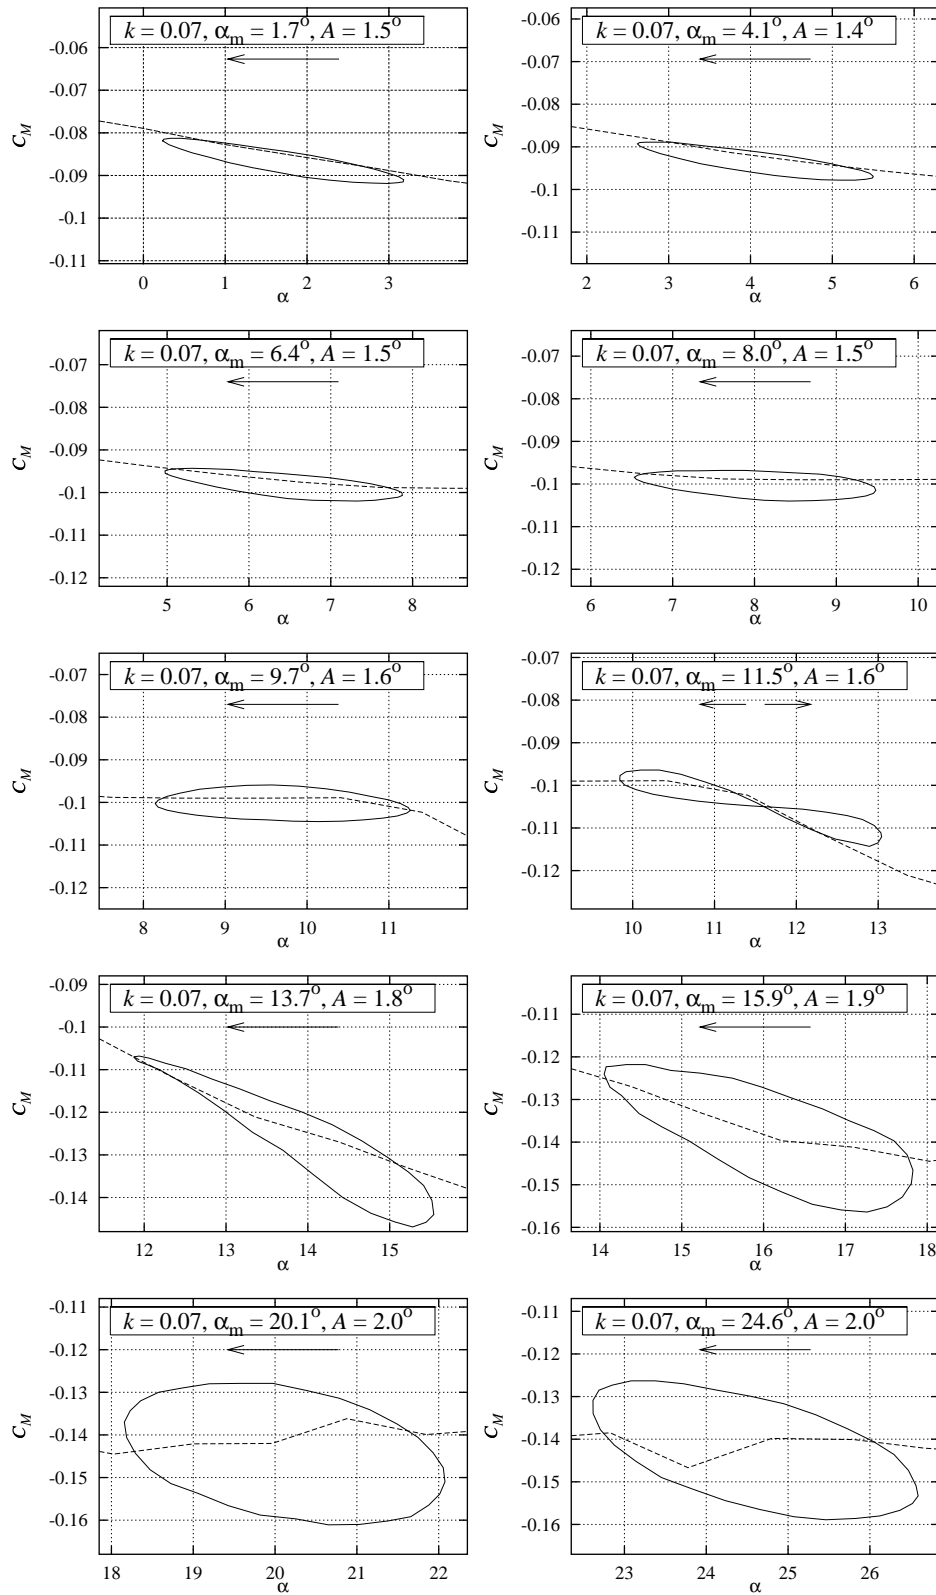 k = 0.07, αm = 1.7°, A = 1.5°
-0.06
-0.07
-0.08
-0.09
-0.1
-0.11
CM
0 1 2 3
α
k = 0.07, αm = 4.1°, A = 1.4°
-0.06
-0.07
-0.08
-0.09
-0.1
-0.11
CM
2 3 4 5 6
α
k = 0.07, αm = 6.4°, A = 1.5°
-0.07
-0.08
-0.09
-0.1
-0.11
-0.12
CM
5 6 7 8
α
k = 0.07, αm = 8.0°, A = 1.5°
-0.07
-0.08
-0.09
-0.1
-0.11
-0.12
CM
6 7 8 9 10
α
k = 0.07, αm = 9.7°, A = 1.6°
-0.07
-0.08
-0.09
-0.1
-0.11
-0.12
CM
8 9 10 11
α
k = 0.07, αm = 11.5°, A = 1.6°
-0.07
-0.08
-0.09
-0.1
-0.11
-0.12
CM
10 11 12 13
α
k = 0.07, αm = 13.7°, A = 1.8°
-0.09
-0.1
-0.11
-0.12
-0.13
-0.14
CM
12 13 14 15
α
k = 0.07, αm = 15.9°, A = 1.9°
-0.11
-0.12
-0.13
-0.14
-0.15
-0.16
CM
14 15 16 17 18
α
k = 0.07, αm = 20.1°, A = 2.0°
-0.11
-0.12
-0.13
-0.14
-0.15
-0.16
CM
18 19 20 21 22
α
k = 0.07, αm = 24.6°, A = 2.0°
-0.11
-0.12
-0.13
-0.14
-0.15
-0.16
CM
23 24 25 26
α